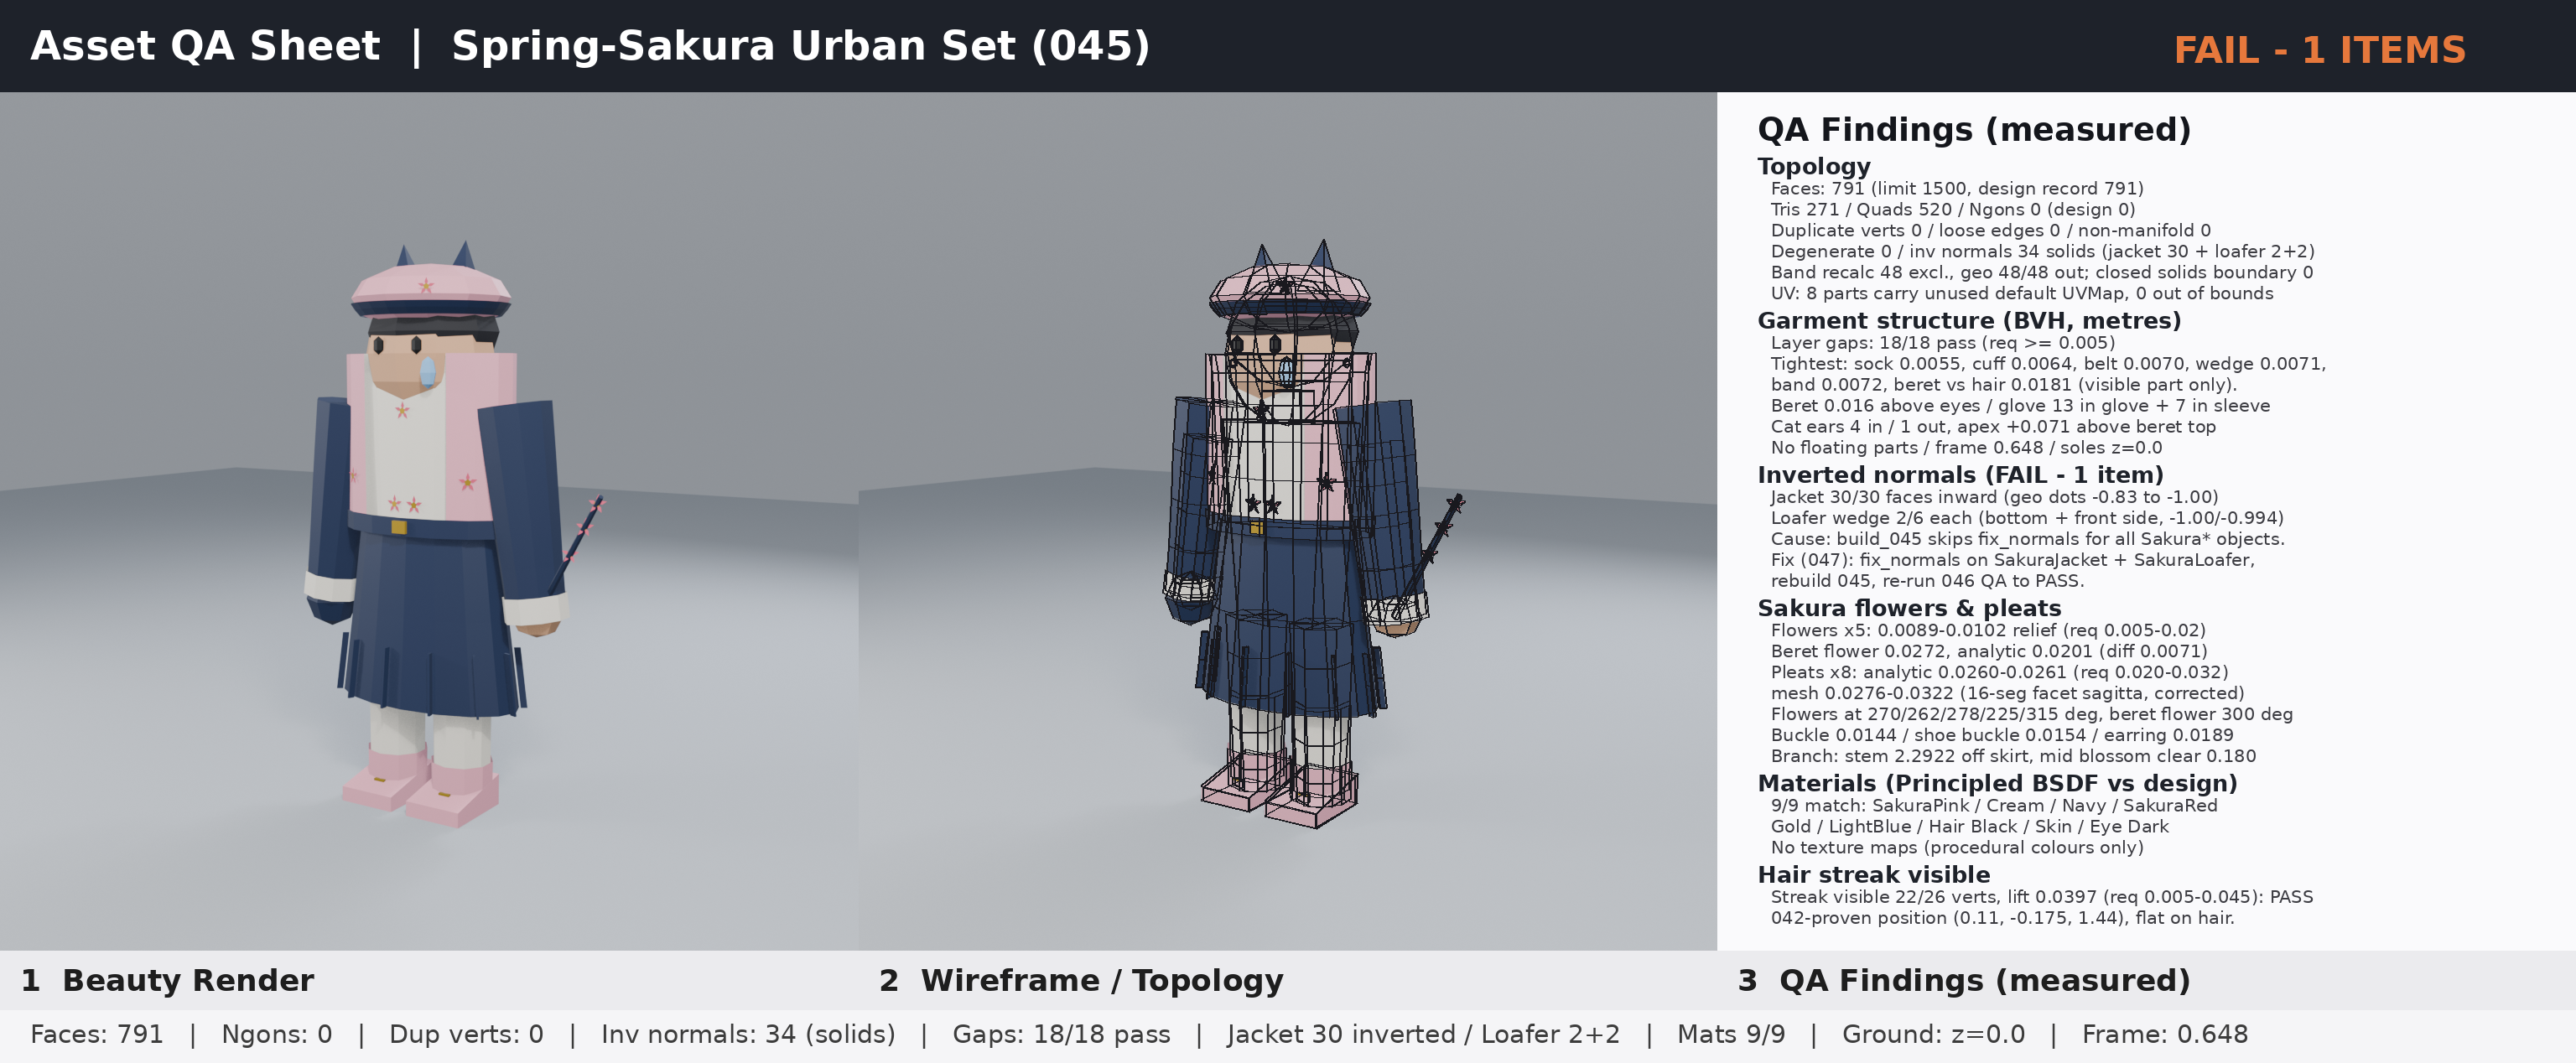 Asset QA Sheet | Spring-Sakura Urban Set (045)
FAIL - 1 ITEMS
QA Findings (measured)
Topology
Faces: 791 (limit 1500, design record 791)
Tris 271 / Quads 520 / Ngons 0 (design 0)
Duplicate verts 0 / loose edges 0 / non-manifold 0
Degenerate 0 / inv normals 34 solids (jacket 30 + loafer 2+2)
Band recalc 48 excl., geo 48/48 out; closed solids boundary 0
UV: 8 parts carry unused default UVMap, 0 out of bounds
Garment structure (BVH, metres)
Layer gaps: 18/18 pass (req >= 0.005)
Tightest: sock 0.0055, cuff 0.0064, belt 0.0070, wedge 0.0071,
band 0.0072, beret vs hair 0.0181 (visible part only).
Beret 0.016 above eyes / glove 13 in glove + 7 in sleeve
Cat ears 4 in / 1 out, apex +0.071 above beret top
No floating parts / frame 0.648 / soles z=0.0
Inverted normals (FAIL - 1 item)
Jacket 30/30 faces inward (geo dots -0.83 to -1.00)
Loafer wedge 2/6 each (bottom + front side, -1.00/-0.994)
Cause: build_045 skips fix_normals for all Sakura* objects.
Fix (047): fix_normals on SakuraJacket + SakuraLoafer,
rebuild 045, re-run 046 QA to PASS.
Sakura flowers & pleats
Flowers x5: 0.0089-0.0102 relief (req 0.005-0.02)
Beret flower 0.0272, analytic 0.0201 (diff 0.0071)
Pleats x8: analytic 0.0260-0.0261 (req 0.020-0.032)
mesh 0.0276-0.0322 (16-seg facet sagitta, corrected)
Flowers at 270/262/278/225/315 deg, beret flower 300 deg
Buckle 0.0144 / shoe buckle 0.0154 / earring 0.0189
Branch: stem 2.2922 off skirt, mid blossom clear 0.180
Materials (Principled BSDF vs design)
9/9 match: SakuraPink / Cream / Navy / SakuraRed
Gold / LightBlue / Hair Black / Skin / Eye Dark
No texture maps (procedural colours only)
Hair streak visible
Streak visible 22/26 verts, lift 0.0397 (req 0.005-0.045): PASS
042-proven position (0.11, -0.175, 1.44), flat on hair.
1 Beauty Render
2 Wireframe / Topology
3 QA Findings (measured)
Faces: 791 | Ngons: 0 | Dup verts: 0 | Inv normals: 34 (solids) | Gaps: 18/18 pass | Jacket 30 inverted / Loafer 2+2 | Mats 9/9 | Ground: z=0.0 | Frame: 0.648